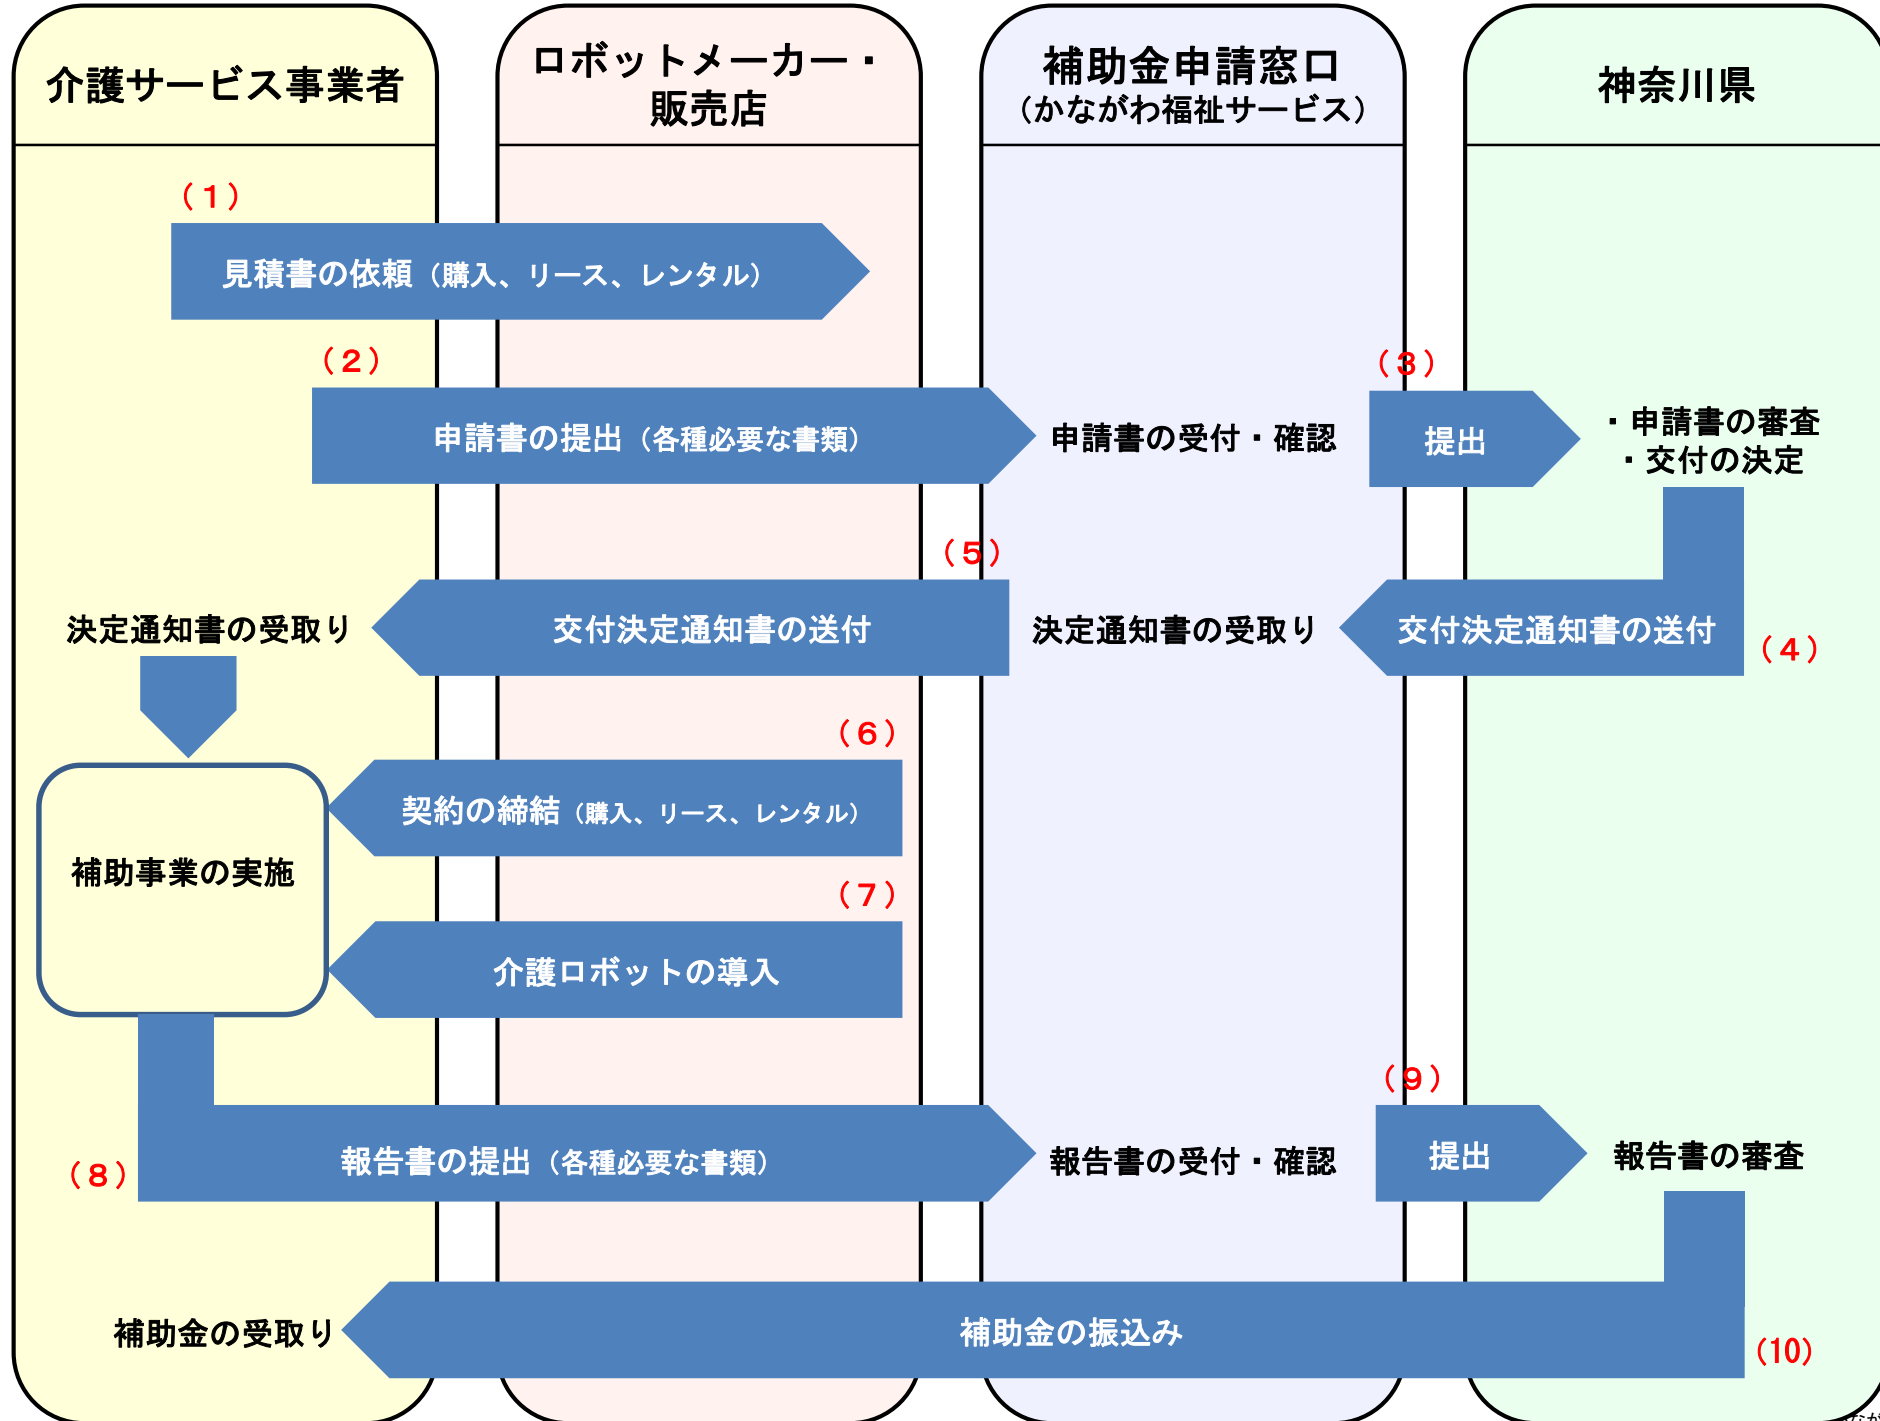 介護サービス事業者
ロボットメーカー・
販売店
補助金申請窓口
（かながわ福祉サービス）
神奈川県
（１）
見積書の依頼（購入、リース、レンタル）
（２）
申請書の提出（各種必要な書類）
申請書の受付・確認
（３）
提出
・申請書の審査
・交付の決定
（４）
交付決定通知書の送付
決定通知書の受取り
（５）
交付決定通知書の送付
決定通知書の受取り
（６）
契約の締結（購入、リース、レンタル）
補助事業の実施
（７）
介護ロボットの導入
（８）
報告書の提出（各種必要な書類）
報告書の受付・確認
（９）
提出
報告書の審査
（10）
補助金の振込み
補助金の受取り